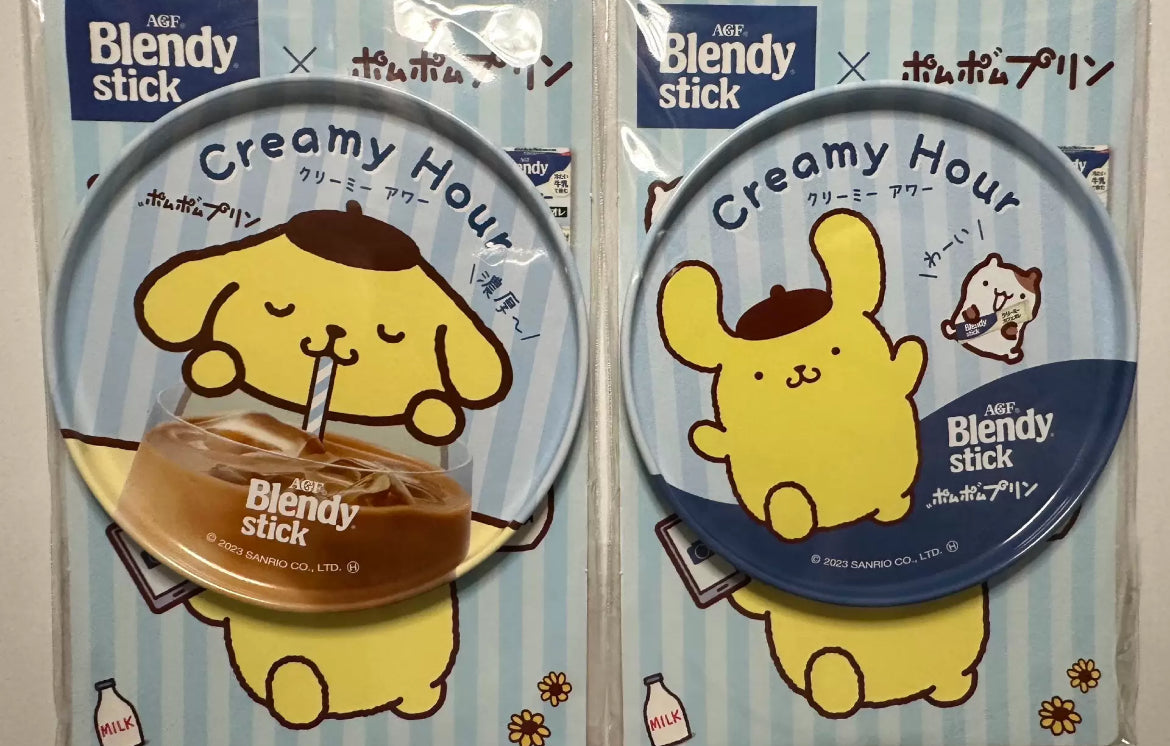 AGF
Blendy
stick
×
ポムポムプリン
Creamy Hour
クリーミー アワー
ポムポムプリン
濃厚〜
AGF
Blendy
stick
© 2023 SANRIO CO., LTD. Ⓗ
MILK
ndy
AGF
Blendy
stick
×
ポムポムプリン
Creamy Hour
クリーミー アワー
わーい
Blendy
stick
AGF
Blendy
stick
ポムポムプリン
© 2023 SANRIO CO., LTD. Ⓗ
MILK